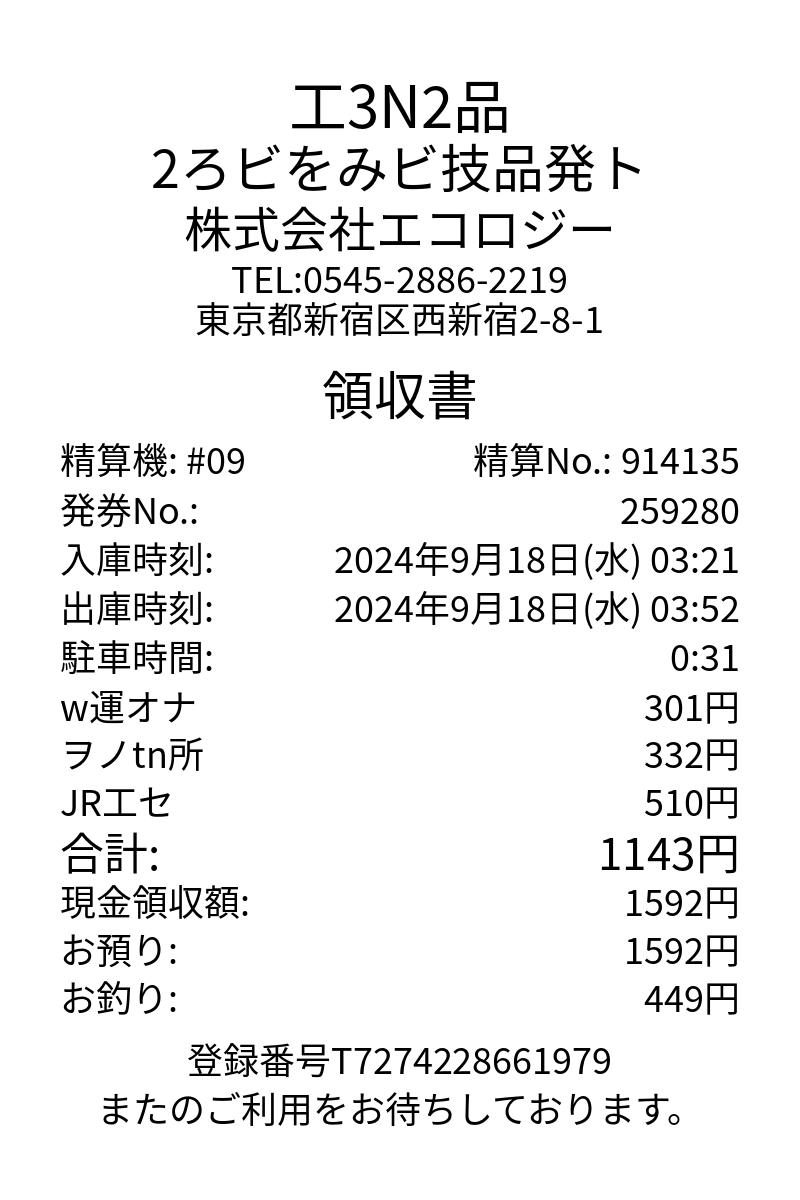 工3N2品
2ろビをみビ技品発ト
株式会社エコロジー
TEL:0545-2886-2219
東京都新宿区西新宿2-8-1
領収書
精算機: #09 精算No.: 914135
発券No.: 259280
入庫時刻: 2024年9月18日(水) 03:21
出庫時刻: 2024年9月18日(水) 03:52
駐車時間: 0:31
w運オナ 301円
ヲノtn所 332円
JR工セ 510円
合計: 1143円
現金領収額: 1592円
お預り: 1592円
お釣り: 449円
登録番号T7274228661979
またのご利用をお待ちしております。